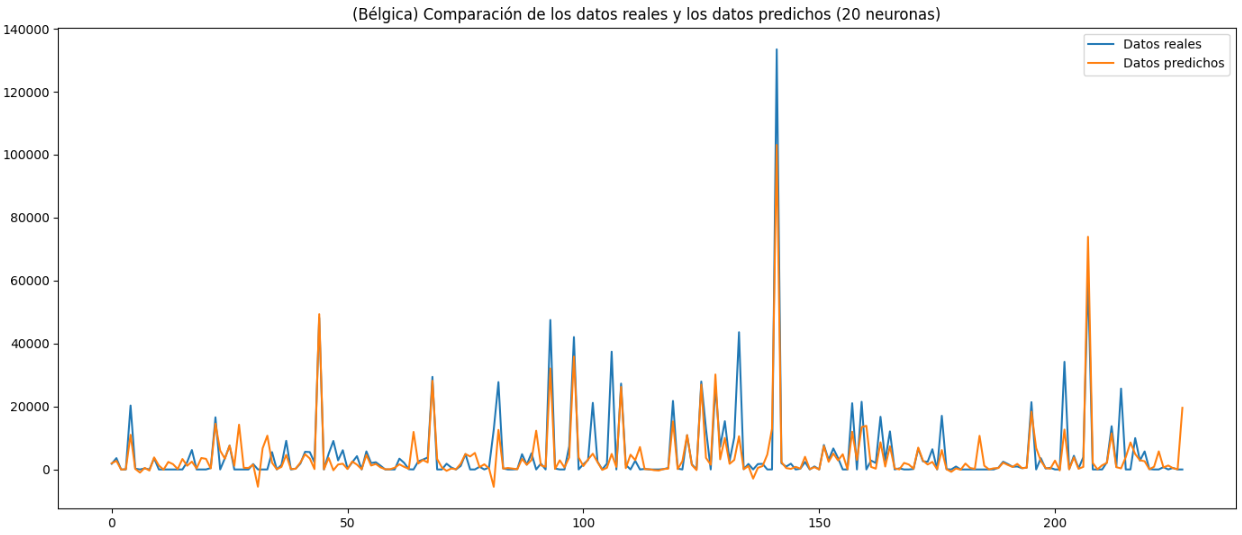 (Bélgica) Comparación de los datos reales y los datos predichos (20 neuronas)
Datos reales
Datos predichos
140000
120000
100000
80000
60000
40000
20000
0
0 50 100 150 200